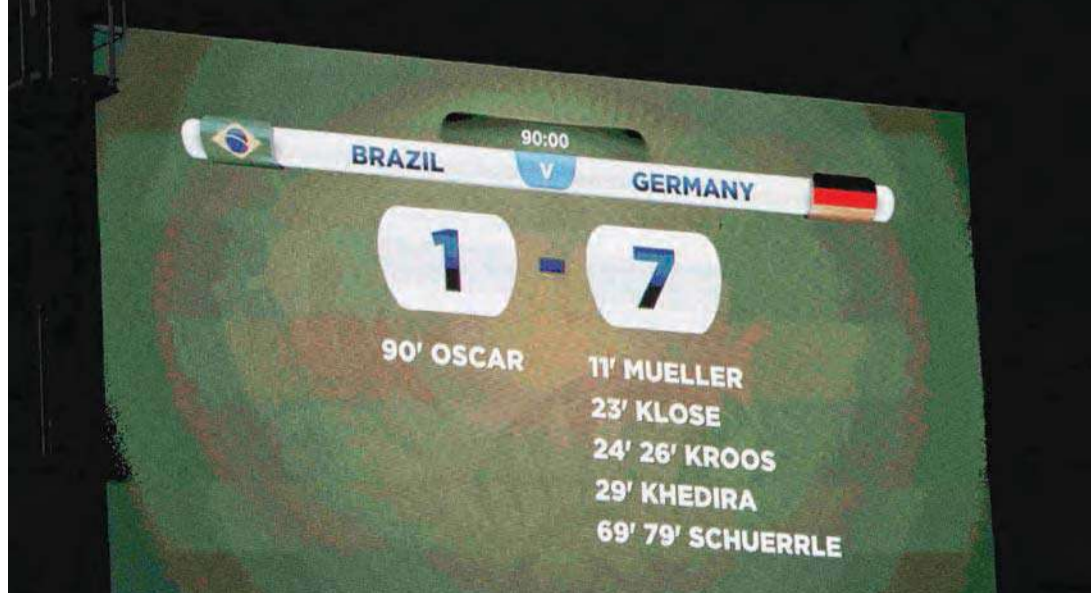 90:00
BRAZIL V GERMANY
1 - 7
90' OSCAR
11' MUELLER
23' KLOSE
24' 26' KROOS
29' KHEDIRA
69' 79' SCHUERRLE